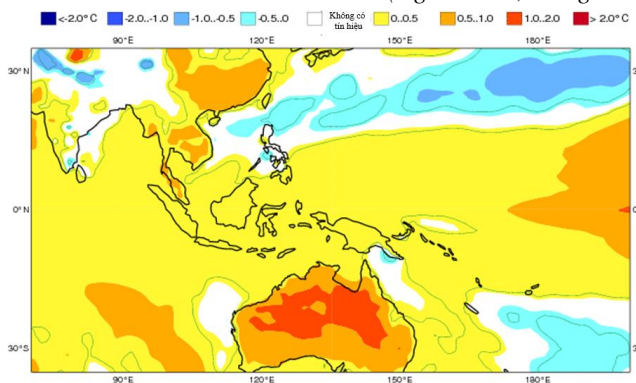 <-2.0° C -2.0..-1.0 -1.0..-0.5 -0.5..0 Không có tín hiệu 0..0.5 0.5..1.0 1.0..2.0 > 2.0° C
90°E 120°E 150°E 180°E
30°N
0°N
30°S
90°E 120°E 150°E 180°E